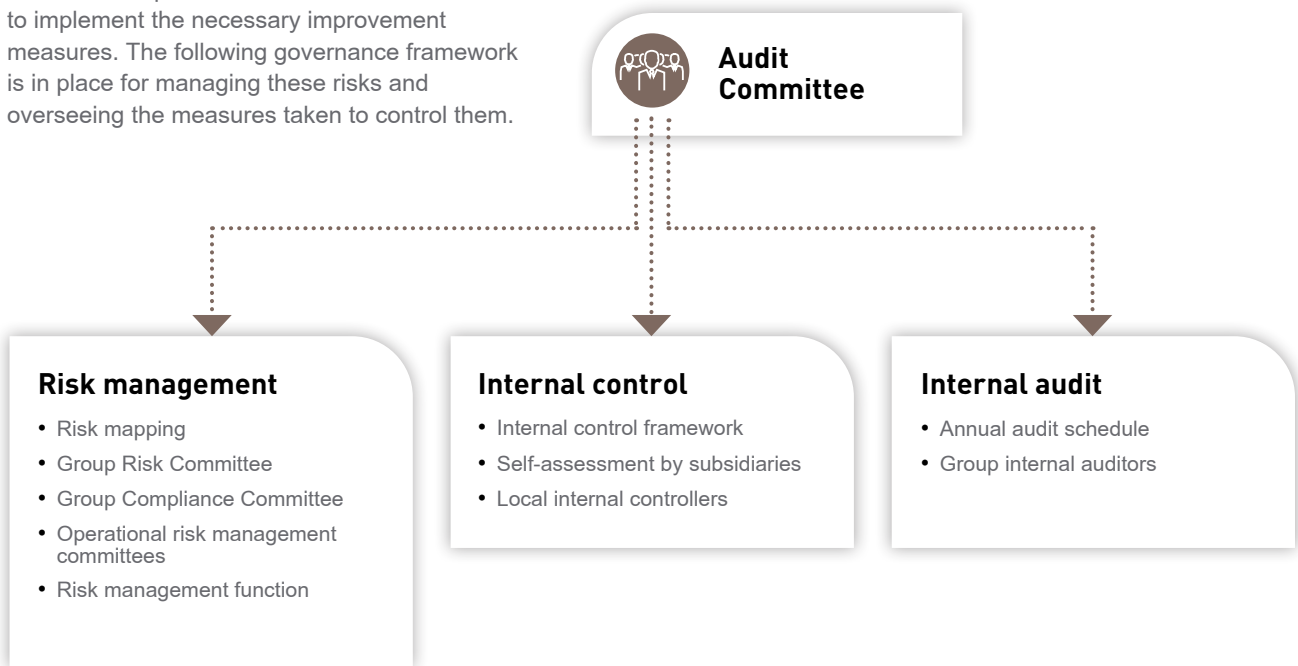 to implement the necessary improvement
measures. The following governance framework
is in place for managing these risks and
overseeing the measures taken to control them.
Audit
Committee
Risk management
• Risk mapping
• Group Risk Committee
• Group Compliance Committee
• Operational risk management
committees
• Risk management function
Internal control
• Internal control framework
• Self-assessment by subsidiaries
• Local internal controllers
Internal audit
• Annual audit schedule
• Group internal auditors